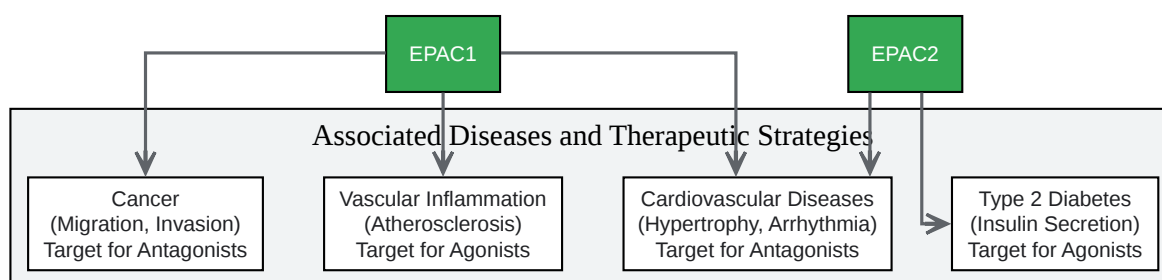 EPAC1
EPAC2
Associated Diseases and Therapeutic Strategies
Cancer
(Migration, Invasion)
Target for Antagonists
Vascular Inflammation
(Atherosclerosis)
Target for Agonists
Cardiovascular Diseases
(Hypertrophy, Arrhythmia)
Target for Antagonists
Type 2 Diabetes
(Insulin Secretion)
Target for Agonists